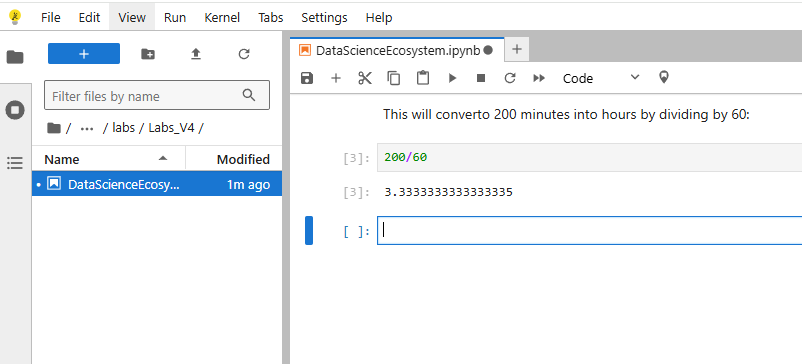 File Edit View Run Kernel Tabs Settings Help
+
Filter files by name
/ ... / labs / Labs_V4 /
Name Modified
• DataScienceEcosy... 1m ago
DataScienceEcosystem.ipynb +
Code
This will converto 200 minutes into hours by dividing by 60:
[3]: 200/60
[3]: 3.3333333333333335
[ ]: